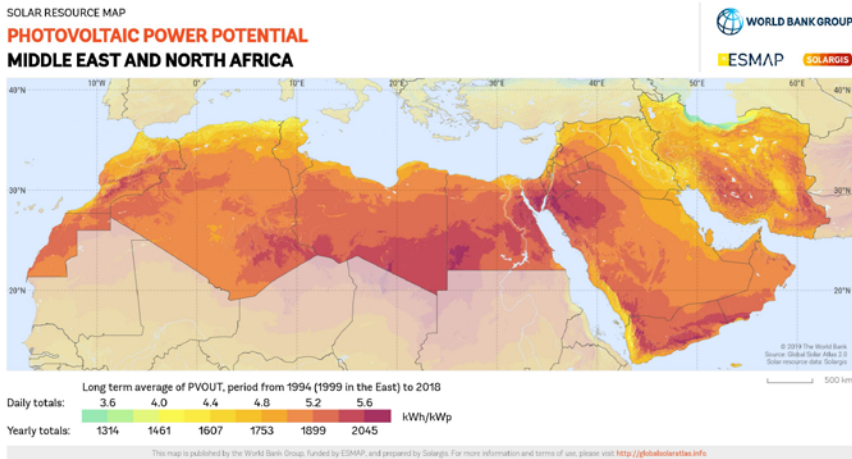 SOLAR RESOURCE MAP
PHOTOVOLTAIC POWER POTENTIAL
MIDDLE EAST AND NORTH AFRICA
WORLD BANK GROUP
ESMAP
SOLARGIS
40°N
10°W
0°
10°E
20°E
30°E
40°E
50°E
60°E
40°N
30°N
30°N
20°N
20°N
© 2019 The World Bank
Source: Global Solar Atlas 2.0
Solar resource data: Solargis
500 km
Long term average of PVOUT, period from 1994 (1999 in the East) to 2018
Daily totals: 3.6 4.0 4.4 4.8 5.2 5.6
kWh/kWp
Yearly totals: 1314 1461 1607 1753 1899 2045
This map is published by the World Bank Group, funded by ESMAP, and prepared by Solargis. For more information and terms of use, please visit http://globalsolaratlas.info.